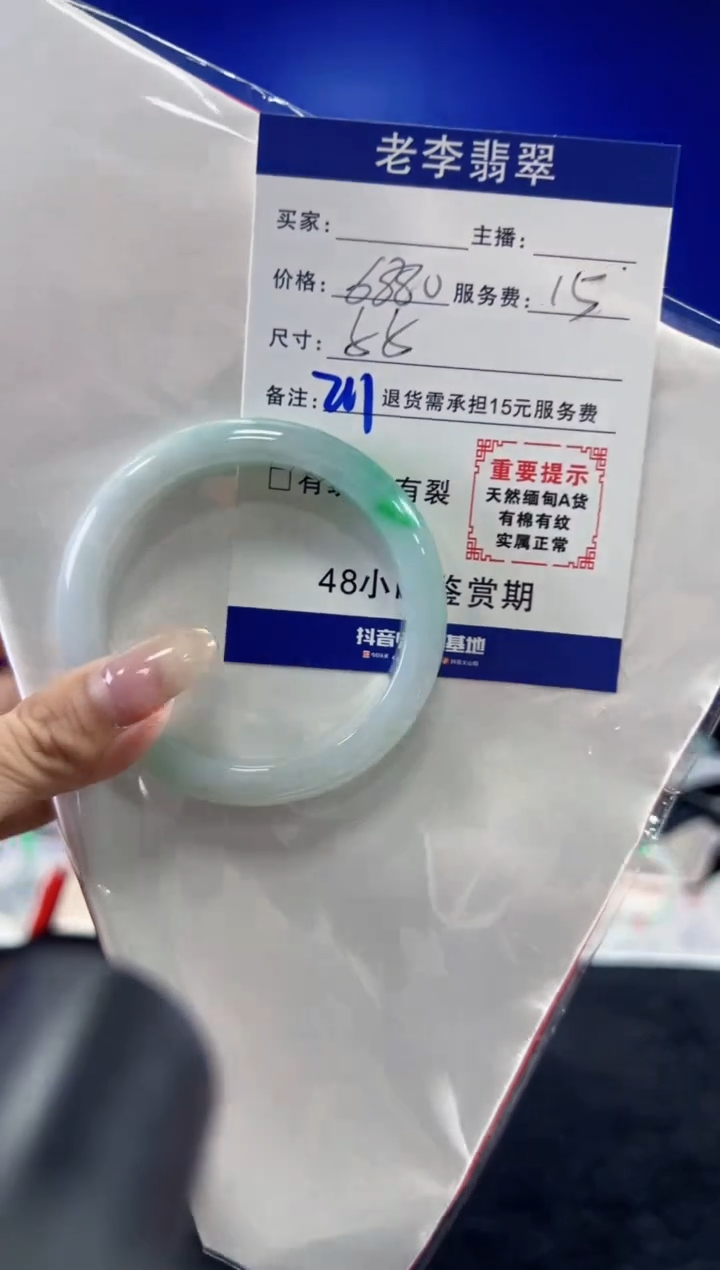 老李翡翠
买家: 主播:
价格: 6880 服务费: 15
尺寸:
备注: 711 退货需承担15元服务费
□有 有裂
重要提示
天然缅甸A货
有棉有纹
实属正常
48小 鉴赏期
抖音 基地